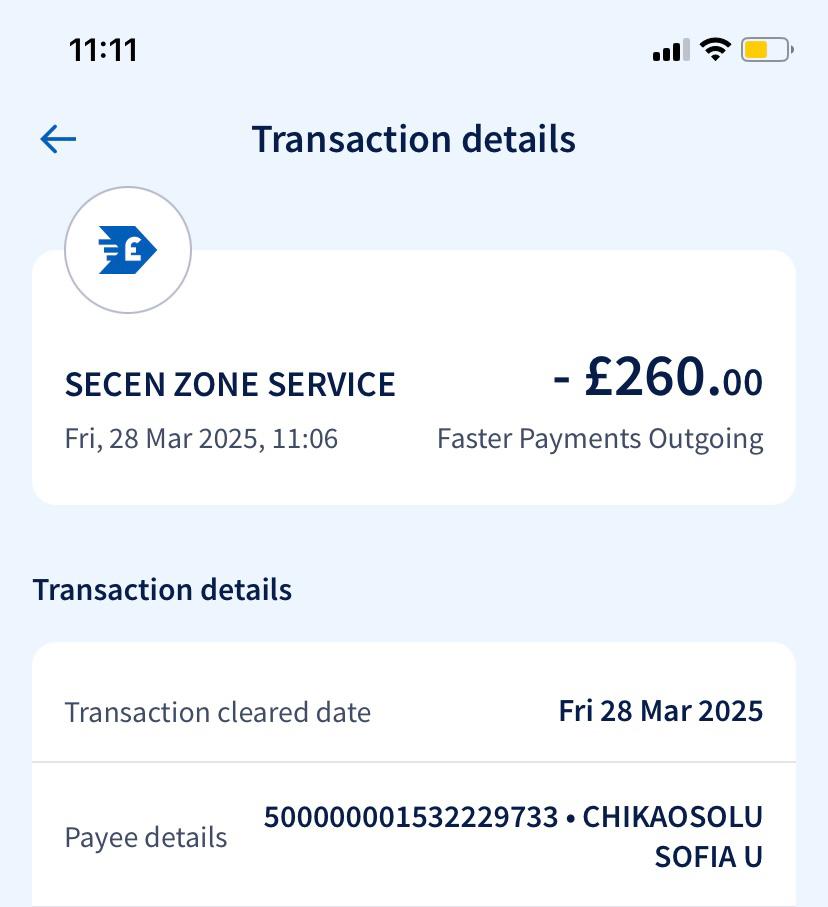 11:11
Transaction details
£
SECEN ZONE SERVICE
- £260.00
Fri, 28 Mar 2025, 11:06
Faster Payments Outgoing
Transaction details
Transaction cleared date
Fri 28 Mar 2025
Payee details
500000001532229733 • CHIKAOSOLU
SOFIA U